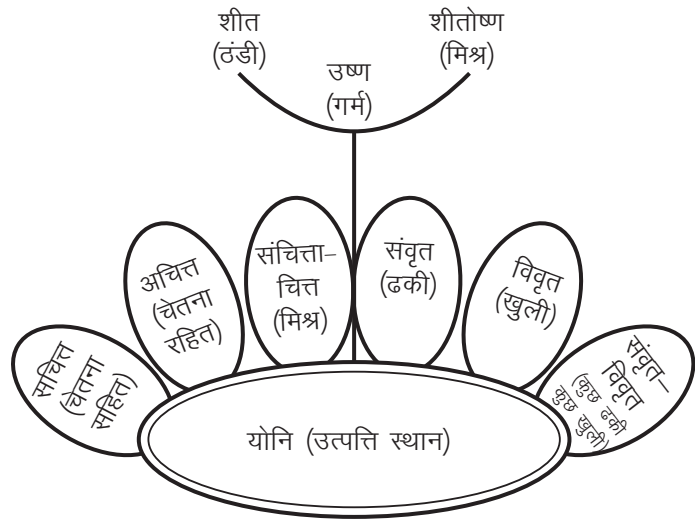 शीत
(ठंडी)
उष्ण
(गर्म)
शीतोष्ण
(मिश्र)
सचित्त
(चेतना
सहित)
अचित्त
(चेतना
रहित)
संचित्ता–
चित्त
(मिश्र)
संवृत
(ढकी)
विवृत
(खुली)
संवृत–
विवृत
(कुछ ढकी
कुछ खुली)
योनि (उत्पत्ति स्थान)